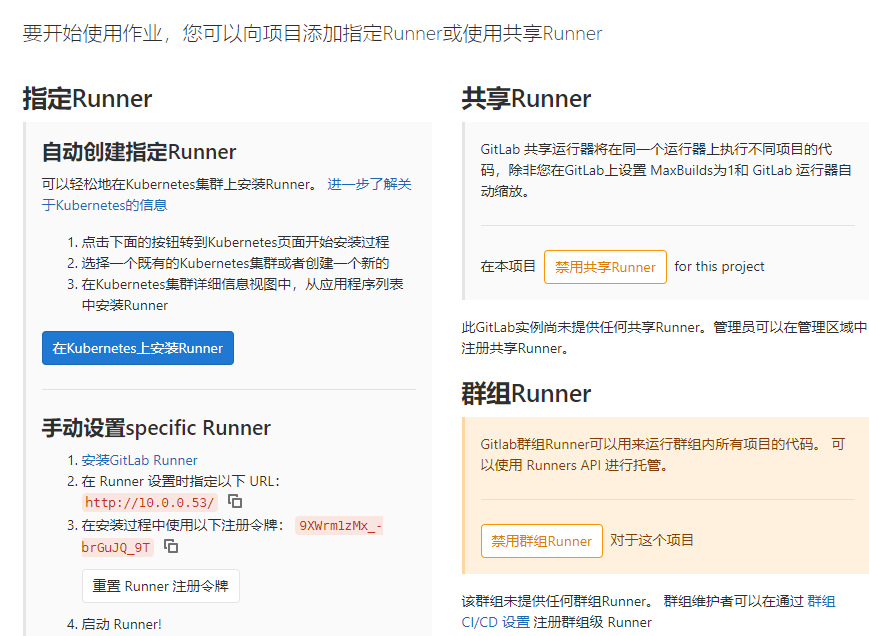 要开始使用作业，您可以向项目添加指定Runner或使用共享Runner
指定Runner
自动创建指定Runner
可以轻松地在Kubernetes集群上安装Runner。 进一步了解关
于Kubernetes的信息
1. 点击下面的按钮转到Kubernetes页面开始安装过程
2. 选择一个既有的Kubernetes集群或者创建一个新的
3. 在Kubernetes集群详细信息视图中，从应用程序列表
中安装Runner
在Kubernetes上安装Runner
手动设置specific Runner
1. 安装GitLab Runner
2. 在 Runner 设置时指定以下 URL:
http://10.0.0.53/
3. 在安装过程中使用以下注册令牌： 9XWrm1zMx_-
brGuJQ_9T
重置 Runner 注册令牌
4. 启动 Runner!
共享Runner
GitLab 共享运行器将在同一个运行器上执行不同项目的代
码，除非您在GitLab上设置 MaxBuilds为1和 GitLab 运行器自
动缩放。
在本项目 禁用共享Runner for this project
此GitLab实例尚未提供任何共享Runner。管理员可以在管理区域中
注册共享Runner。
群组Runner
Gitlab群组Runner可以用来运行群组内所有项目的代码。 可
以使用 Runners API 进行托管。
禁用群组Runner 对于这个项目
该群组未提供任何群组Runner。 群组维护者可以在通过 群组
CI/CD 设置 注册群组级 Runner